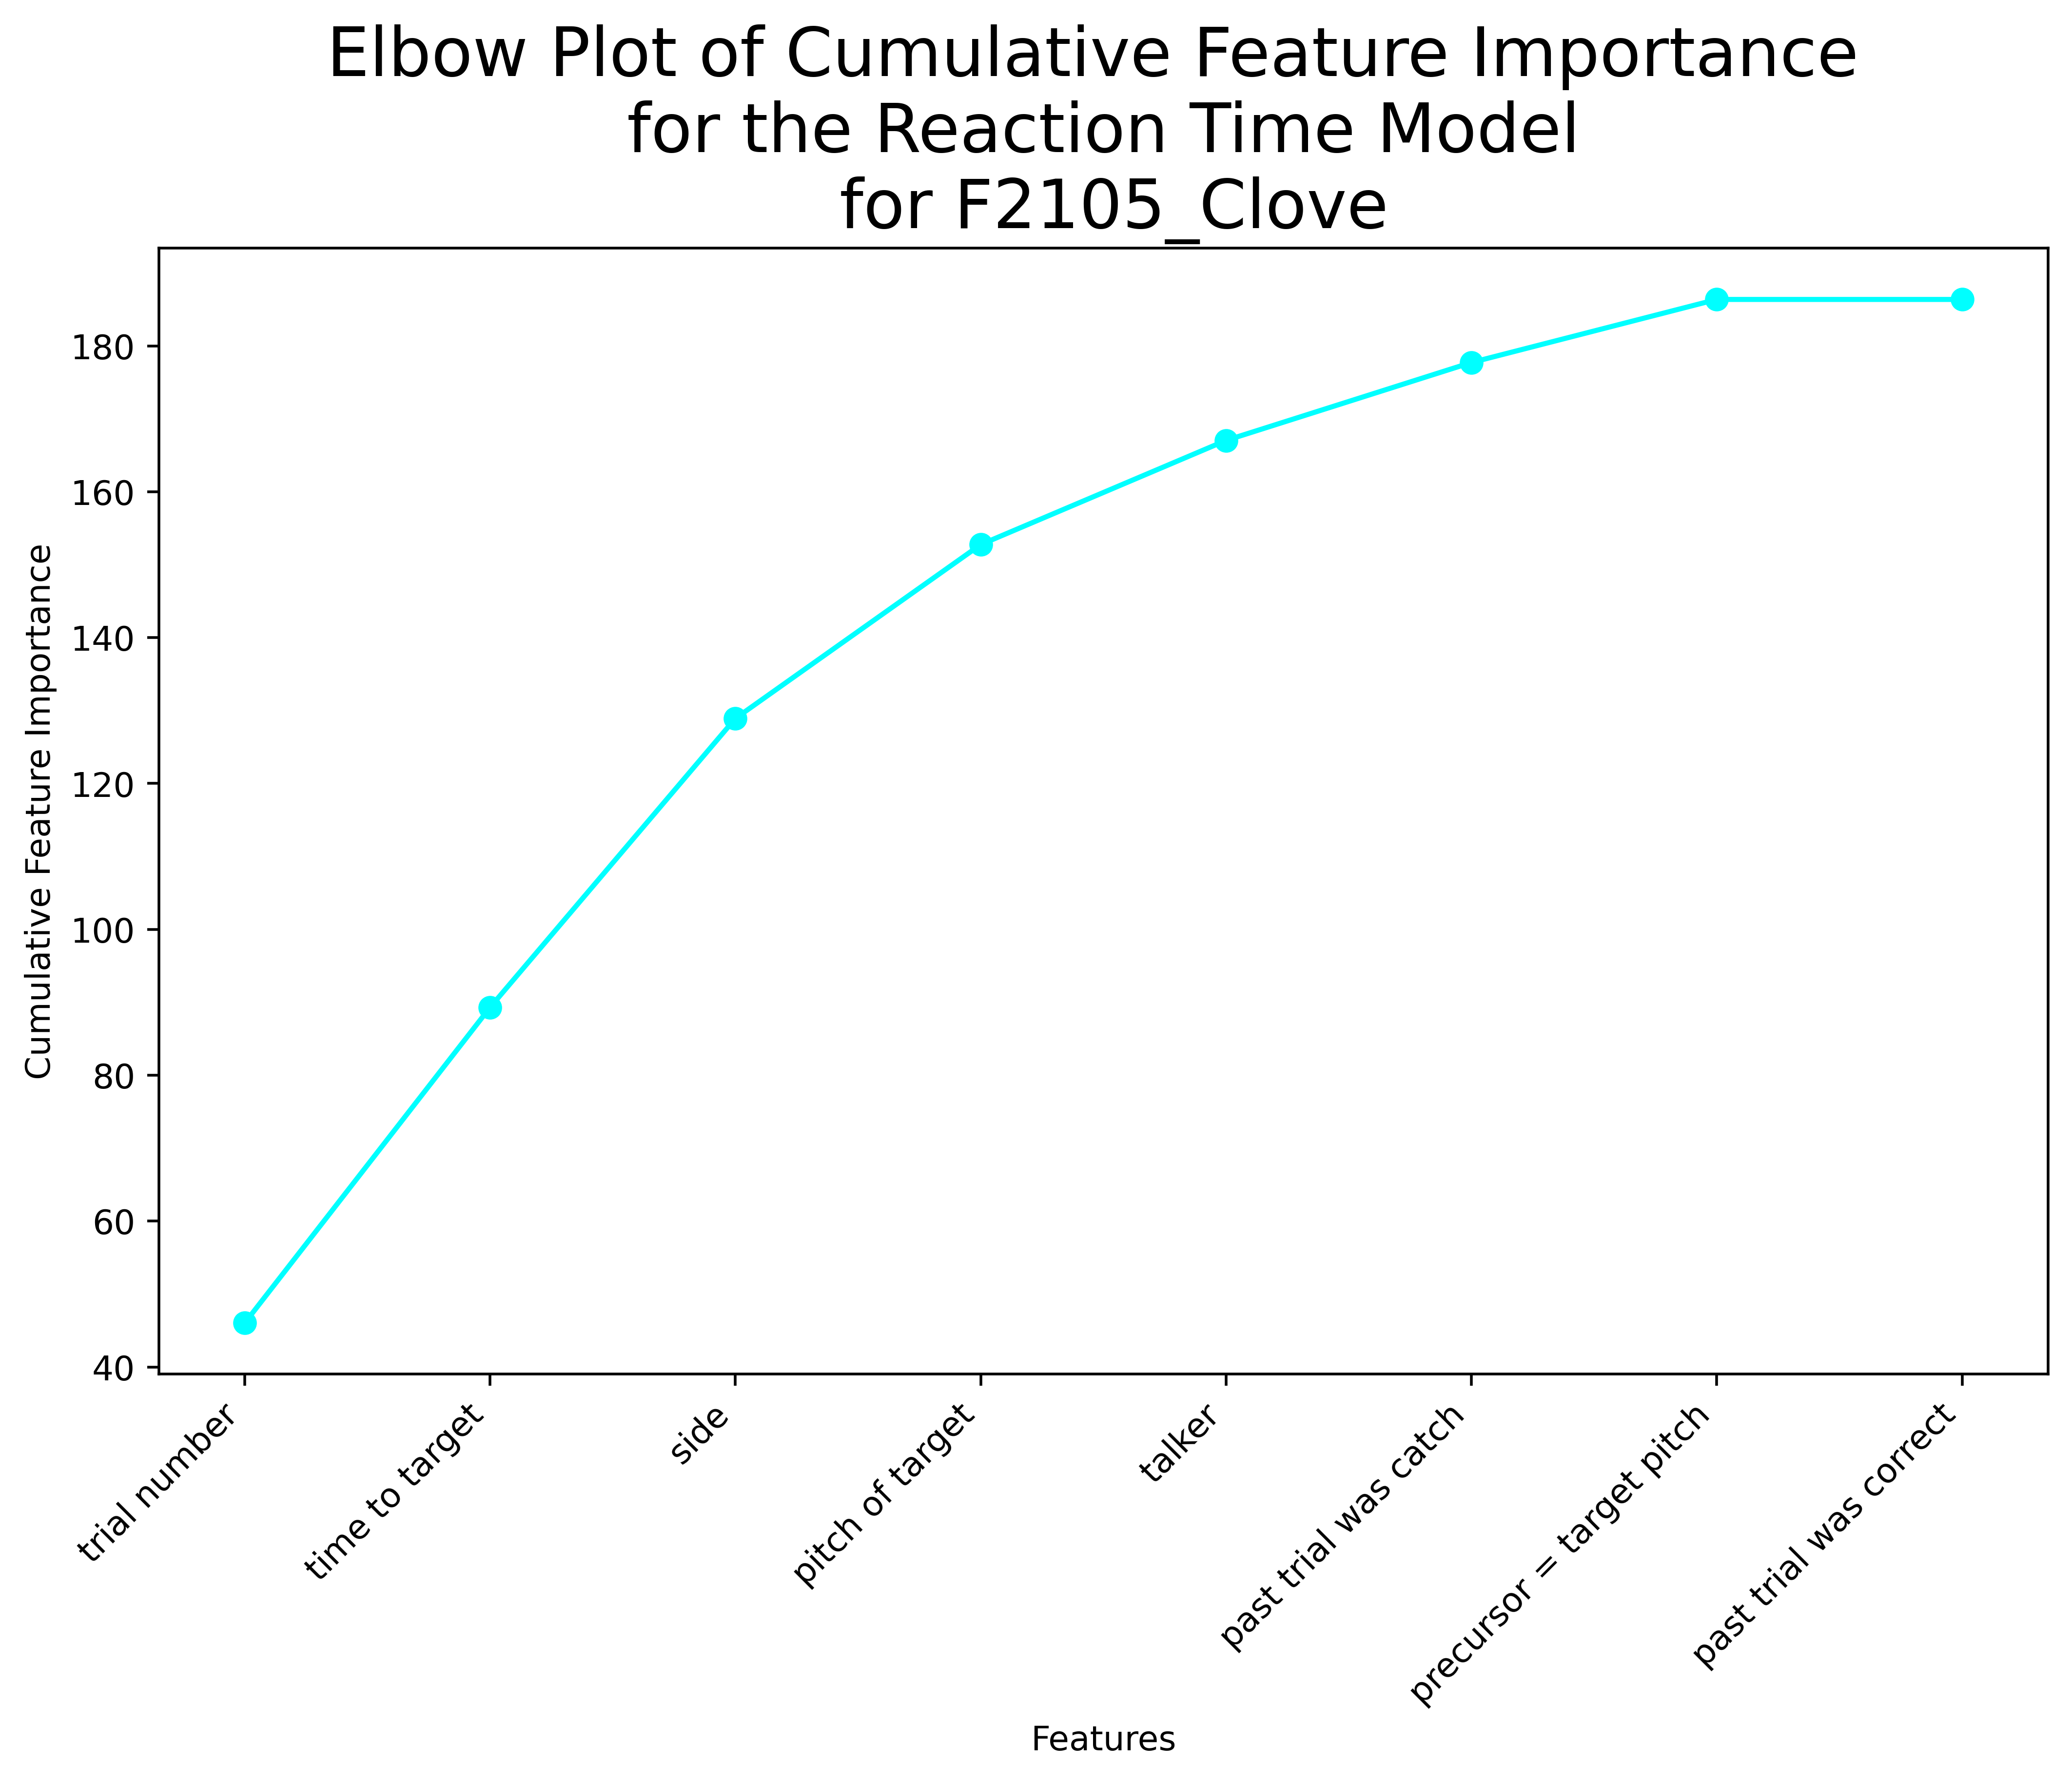 Elbow Plot of Cumulative Feature Importance
for the Reaction Time Model
for F2105_Clove
Cumulative Feature Importance
180
160
140
120
100
80
60
40
trial number
time to target
side
pitch of target
talker
past trial was catch
precursor = target pitch
past trial was correct
Features